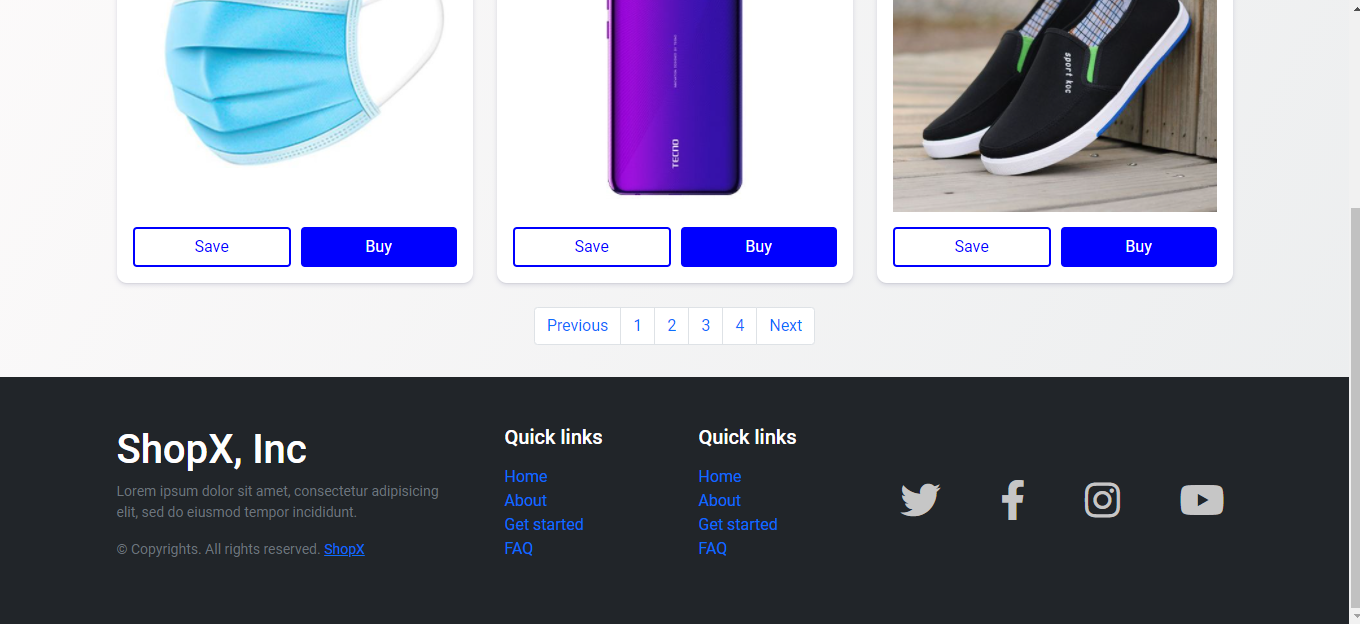 TECNO
sport koc
Save Buy Save Buy Save Buy
Previous 1 2 3 4 Next
ShopX, Inc
Lorem ipsum dolor sit amet, consectetur adipisicing
elit, sed do eiusmod tempor incididunt.
© Copyrights. All rights reserved. ShopX
Quick links
Home
About
Get started
FAQ
Quick links
Home
About
Get started
FAQ